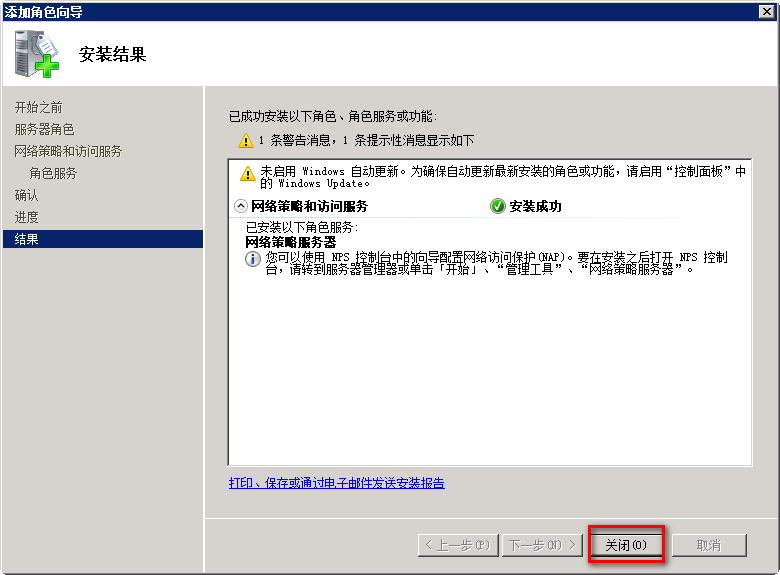 添加角色向导
安装结果
开始之前
服务器角色
网络策略和访问服务
角色服务
确认
进度
结果
已成功安装以下角色、角色服务或功能:
1 条警告消息，1 条提示性消息显示如下
未启用 Windows 自动更新。为确保自动更新最新安装的角色或功能，请启用“控制面板”中
的 Windows Update。
网络策略和访问服务 安装成功
已安装以下角色服务:
网络策略服务器
您可以使用 NPS 控制台中的向导配置网络访问保护(NAP)。要在安装之后打开 NPS 控制
台，请转到服务器管理器或单击「开始」、“管理工具”、“网络策略服务器”。
打印、保存或通过电子邮件发送安装报告
< 上一步(P) 下一步(N) > 关闭(O) 取消